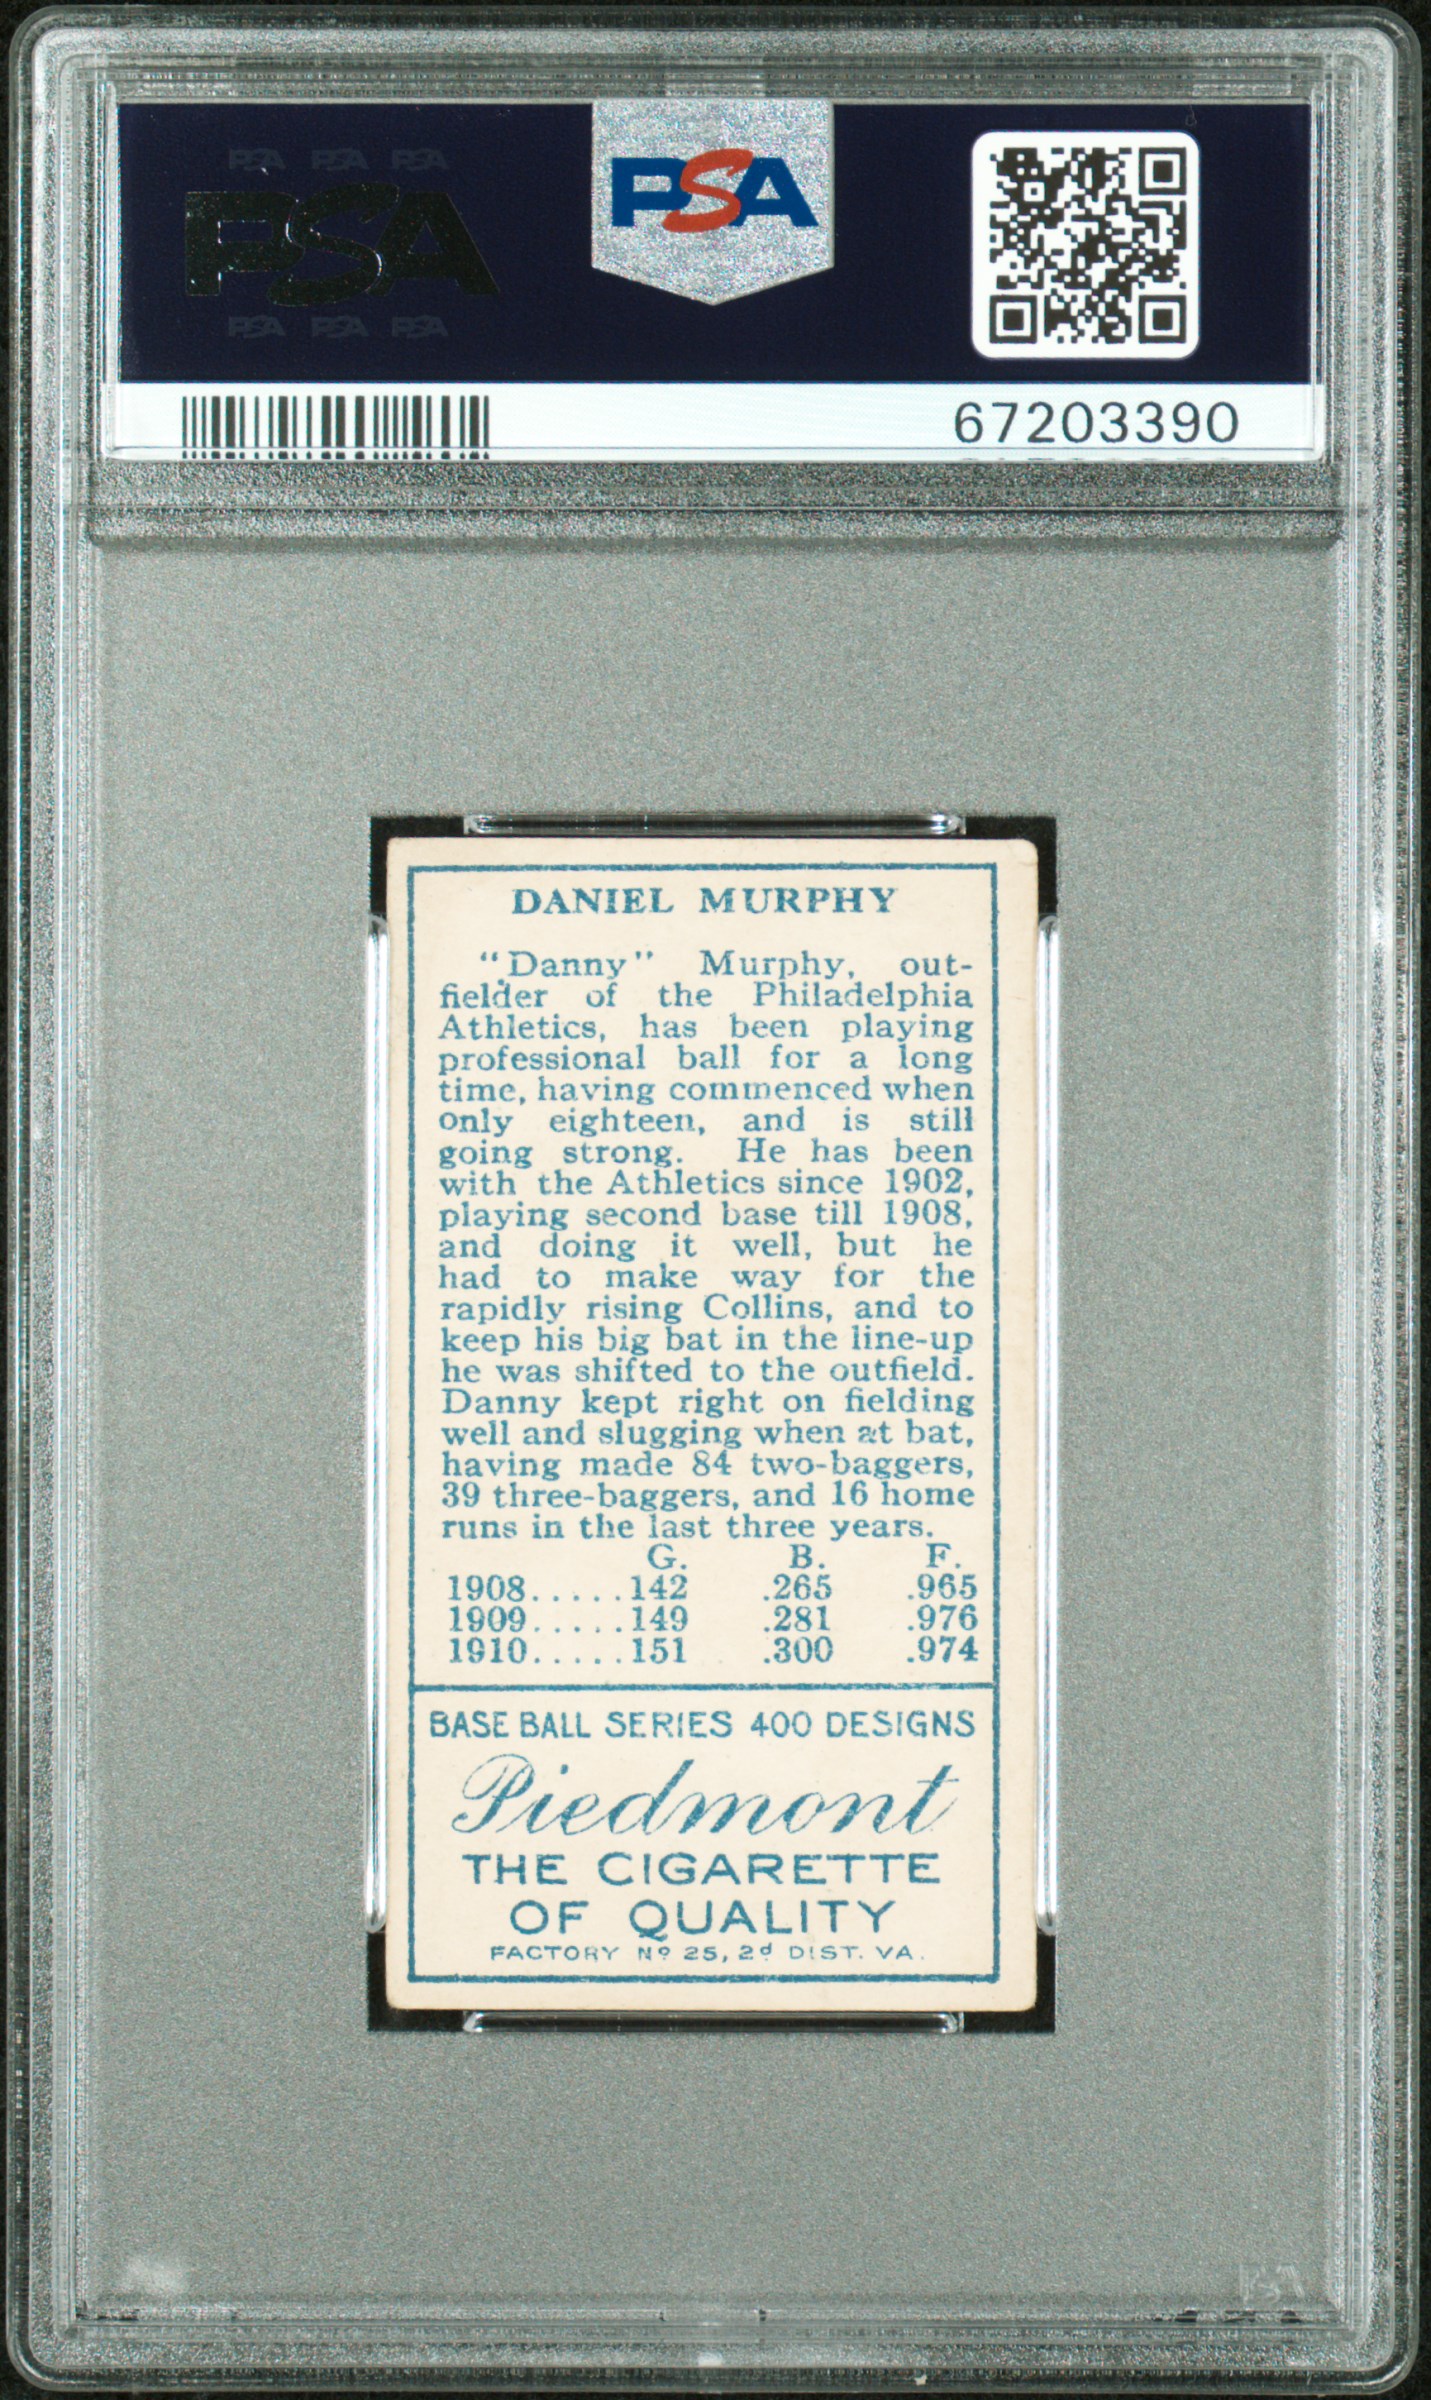 PSA PSA PSA
PSA
PSA PSA PSA
PSA
67203390
DANIEL MURPHY
"Danny" Murphy, out-
fielder of the Philadelphia
Athletics, has been playing
professional ball for a long
time, having commenced when
only eighteen, and is still
going strong. He has been
with the Athletics since 1902,
playing second base till 1908,
and doing it well, but he
had to make way for the
rapidly rising Collins, and to
keep his big bat in the line-up
he was shifted to the outfield.
Danny kept right on fielding
well and slugging when at bat,
having made 84 two-baggers,
39 three-baggers, and 16 home
runs in the last three years.
G. B. F.
1908.....142 .265 .965
1909.....149 .281 .976
1910.....151 .300 .974
BASE BALL SERIES 400 DESIGNS
Piedmont
THE CIGARETTE
OF QUALITY
FACTORY Nº 25, 2d DIST. VA.
PSA